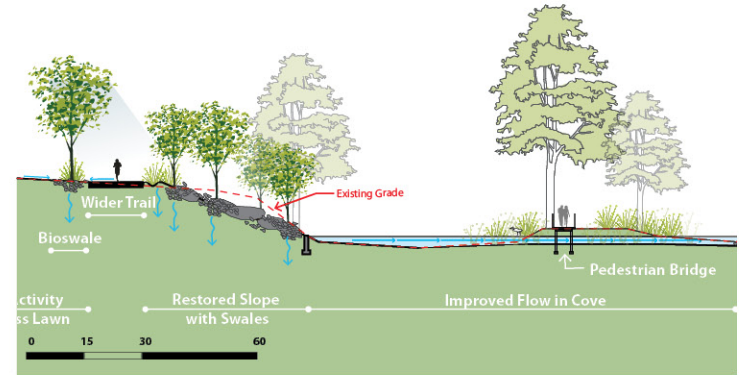 Existing Grade
Wider Trail
Bioswale
Pedestrian Bridge
ctivity
ss Lawn
Restored Slope
with Swales
Improved Flow in Cove
0 15 30 60